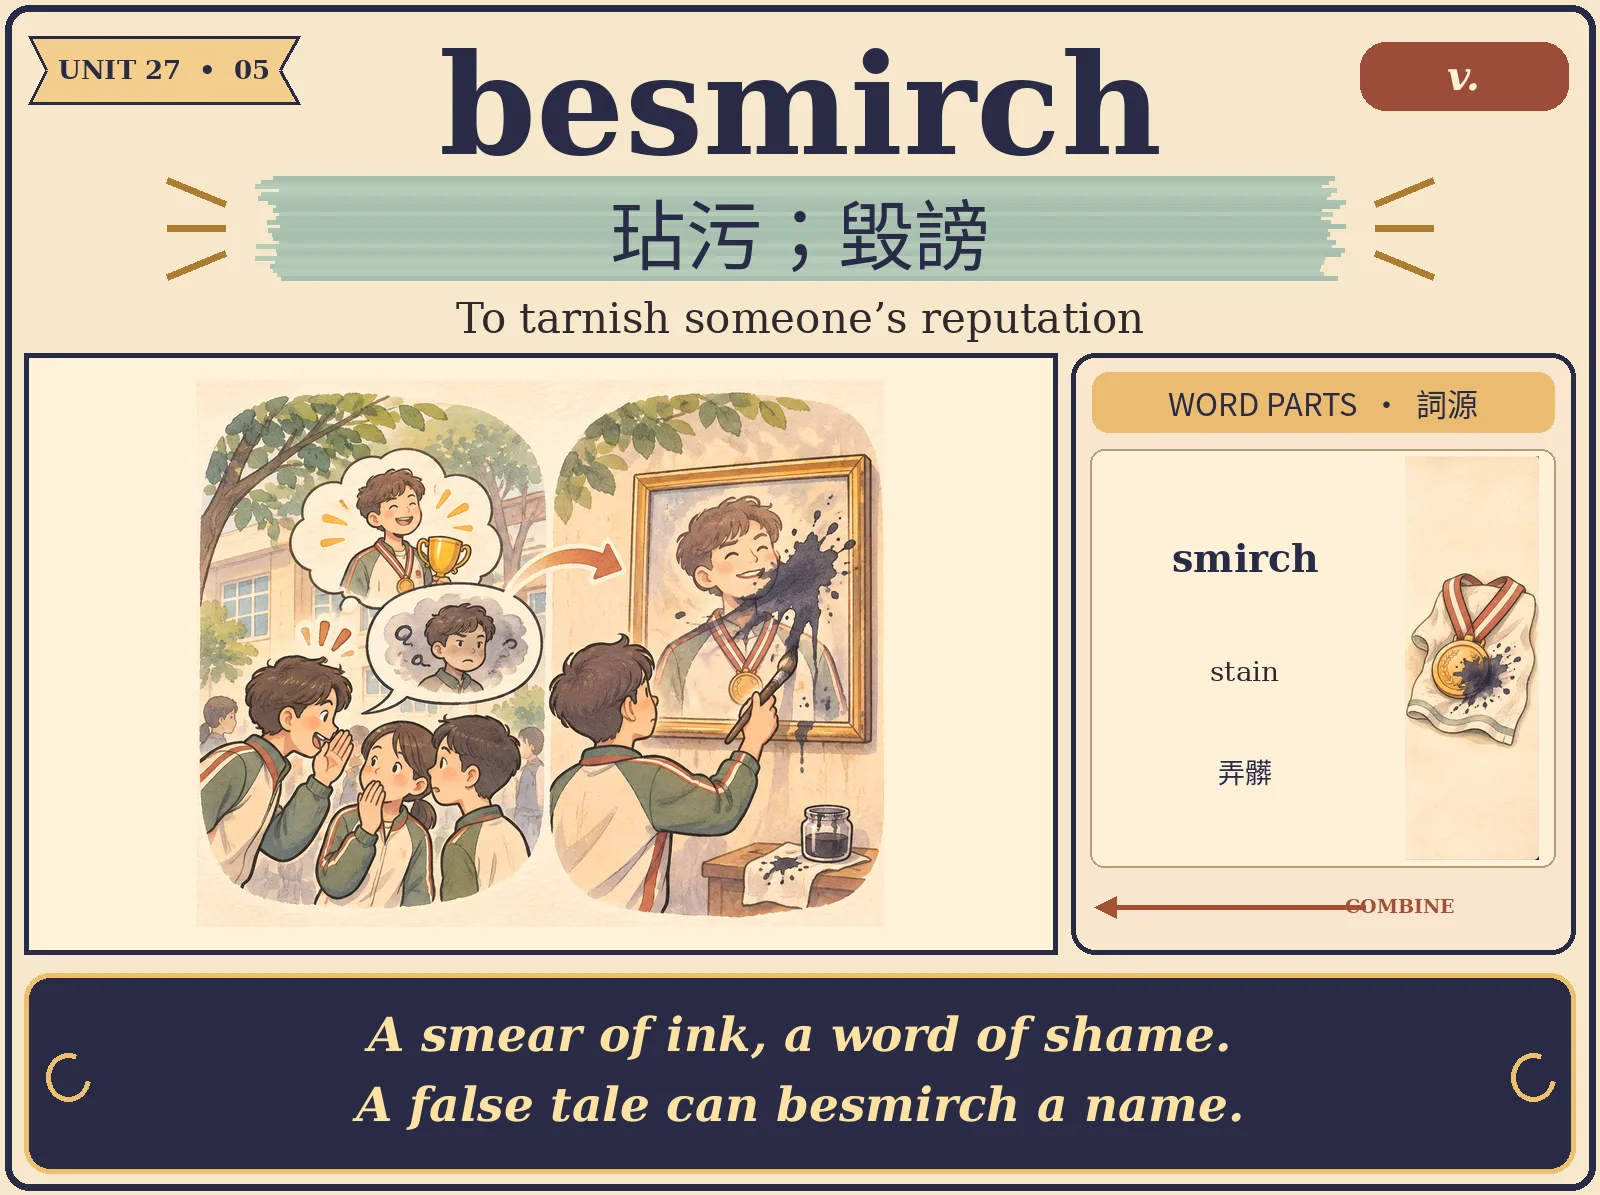 UNIT 27 • 05
besmirch
v.
玷污；毀謗
To tarnish someone’s reputation
WORD PARTS • 詞源
smirch
stain
弄髒
COMBINE
A smear of ink, a word of shame.
A false tale can besmirch a name.